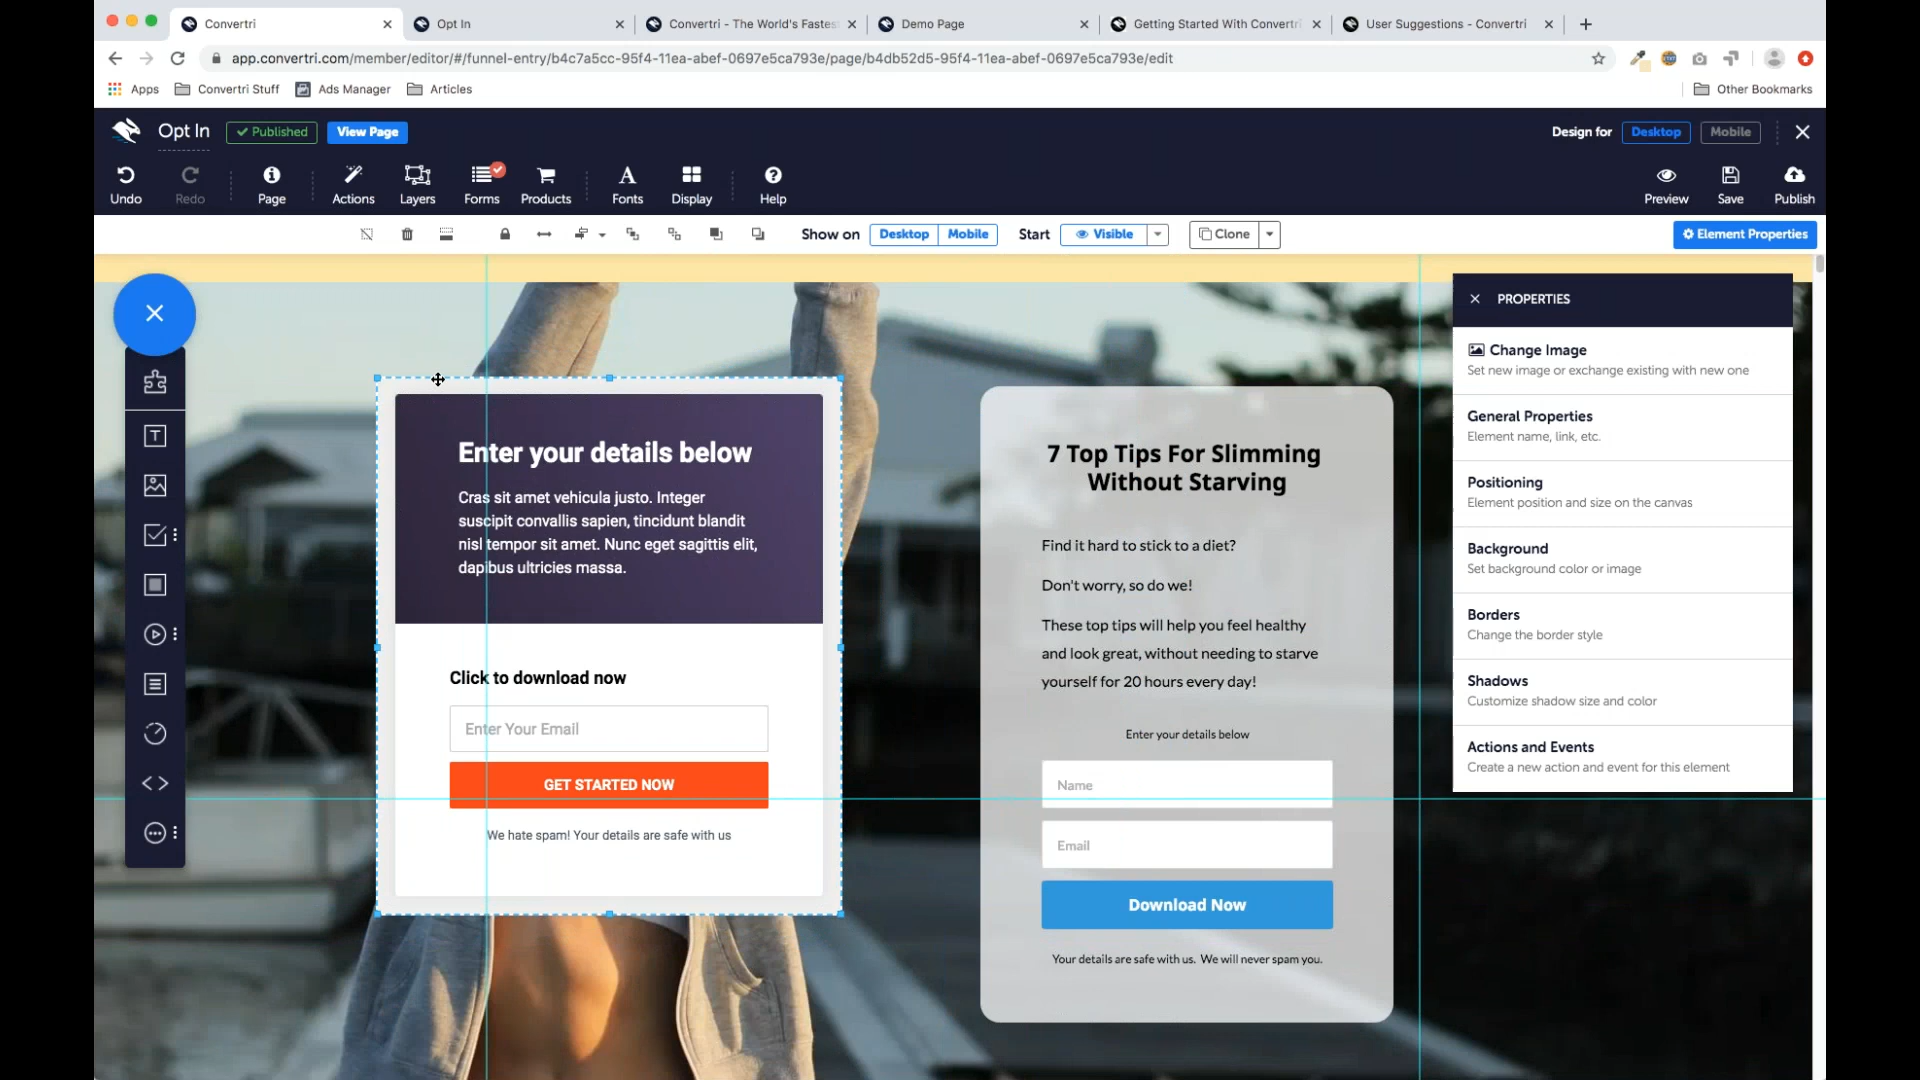 Convertri
Opt In
Convertri - The World's Fastes
Demo Page
Getting Started With Convertri
User Suggestions - Convertri
app.convertri.com/member/editor/#/funnel-entry/b4c7a5cc-95f4-11ea-abef-0697e5ca793e/page/b4db52d5-95f4-11ea-abef-0697e5ca793e/edit
Apps
Convertri Stuff
Ads Manager
Articles
Other Bookmarks
Opt In
Published
View Page
Design for
Desktop
Mobile
Undo
Redo
Page
Actions
Layers
Forms
Products
Fonts
Display
Help
Preview
Save
Publish
Show on
Desktop
Mobile
Start
Visible
Clone
Element Properties
Enter your details below
Cras sit amet vehicula justo. Integer
suscipit convallis sapien, tincidunt blandit
nisl tempor sit amet. Nunc eget sagittis elit,
dapibus ultricies massa.
Click to download now
Enter Your Email
GET STARTED NOW
We hate spam! Your details are safe with us
7 Top Tips For Slimming
Without Starving
Find it hard to stick to a diet?
Don't worry, so do we!
These top tips will help you feel healthy
and look great, without needing to starve
yourself for 20 hours every day!
Enter your details below
Name
Email
Download Now
Your details are safe with us. We will never spam you.
PROPERTIES
Change Image
Set new image or exchange existing with new one
General Properties
Element name, link, etc.
Positioning
Element position and size on the canvas
Background
Set background color or image
Borders
Change the border style
Shadows
Customize shadow size and color
Actions and Events
Create a new action and event for this element